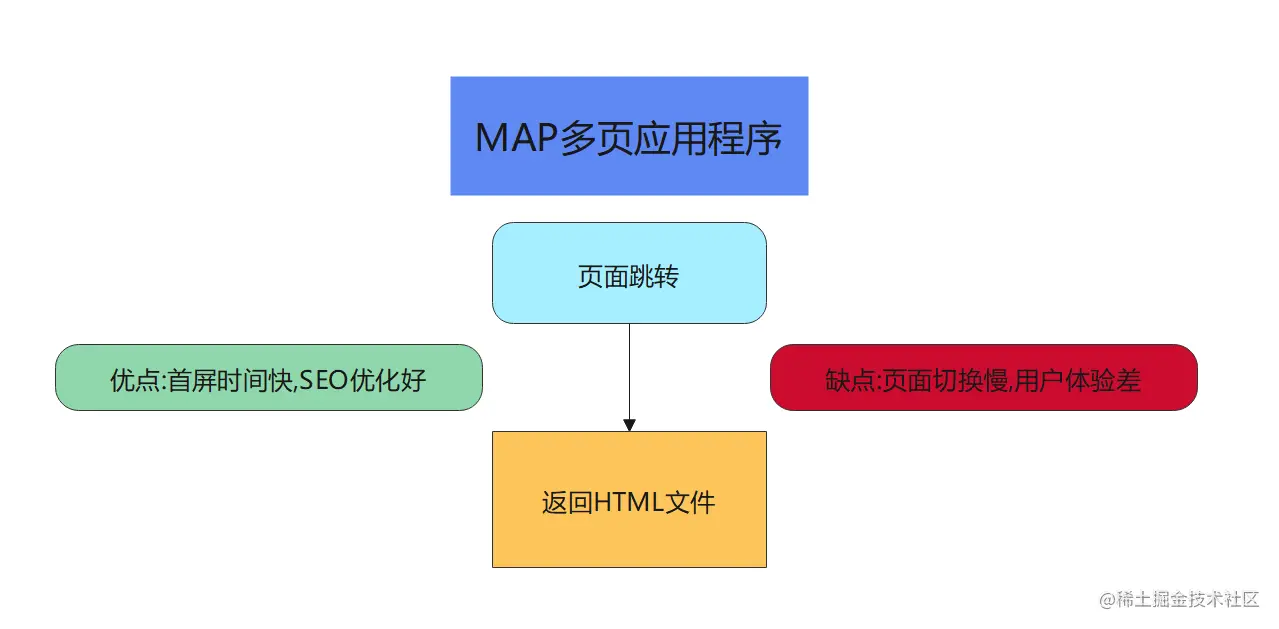 MAP多页应用程序
页面跳转
优点:首屏时间快,SEO优化好
缺点:页面切换慢,用户体验差
返回HTML文件
@稀土掘金技术社区